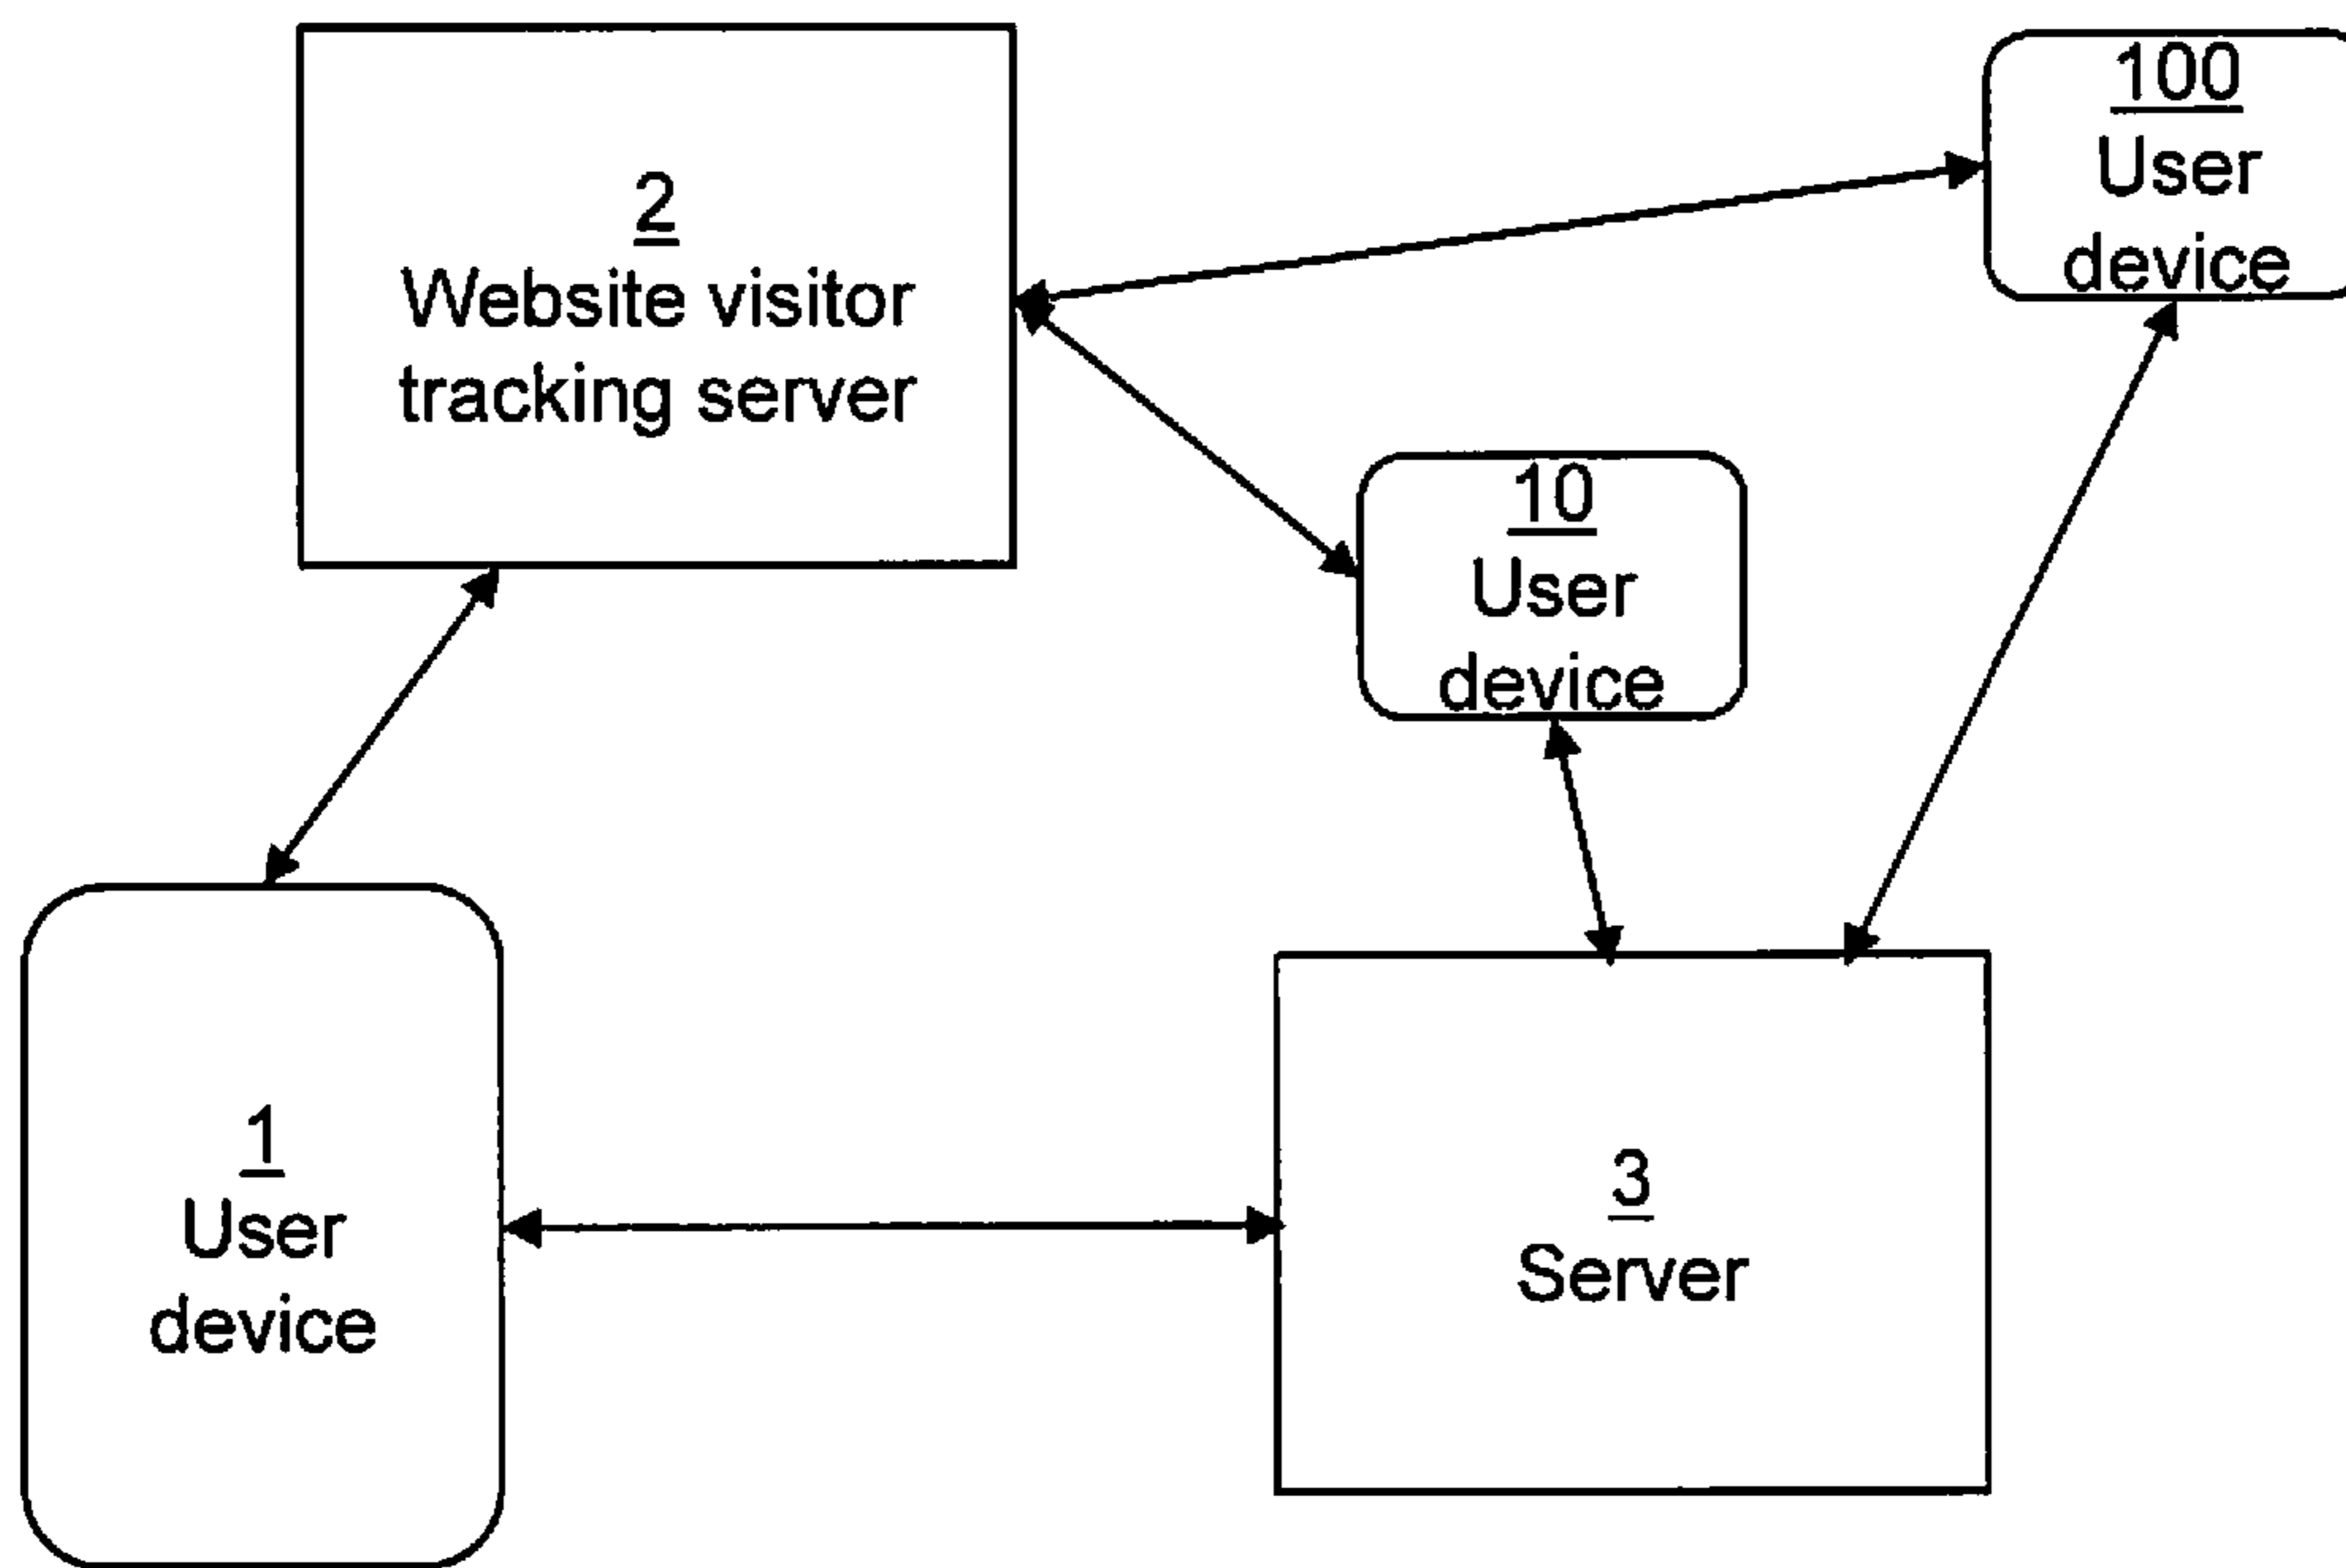 2
Website visitor
tracking server
100
User
device
10
User
device
1
User
device
3
Server